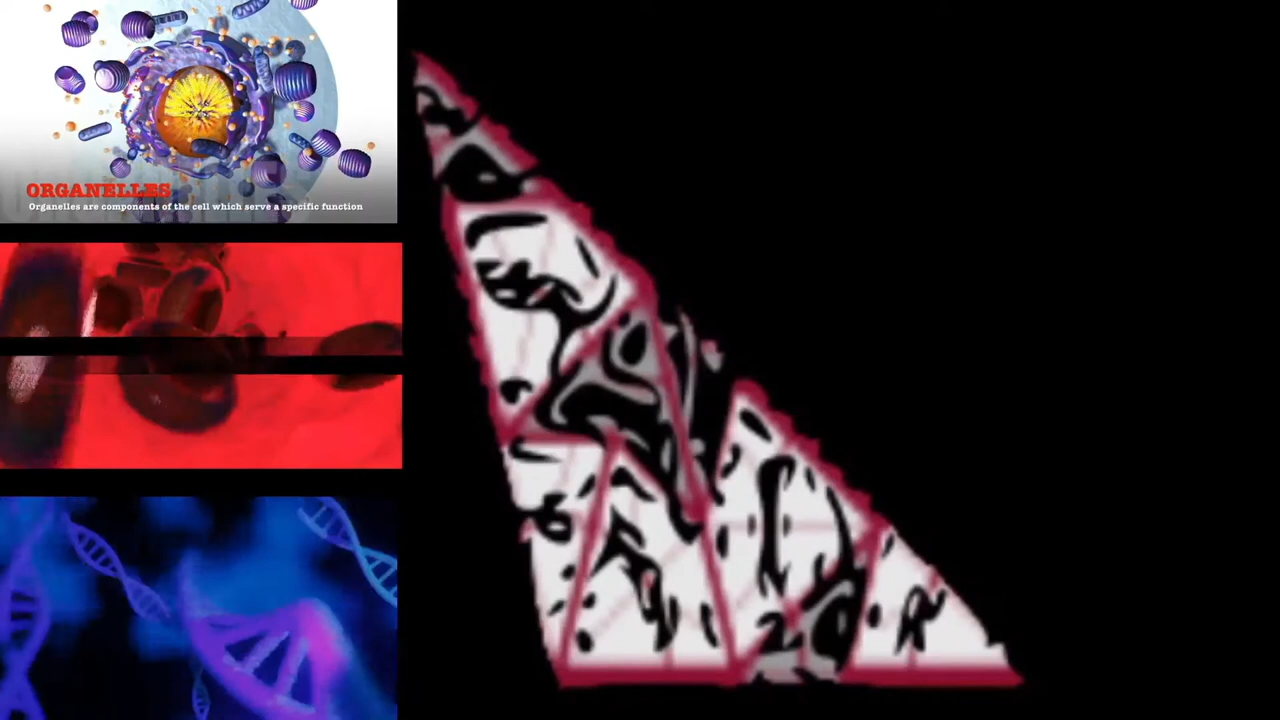 ORGANELLES
Organelles are components of the cell which serve a specific function